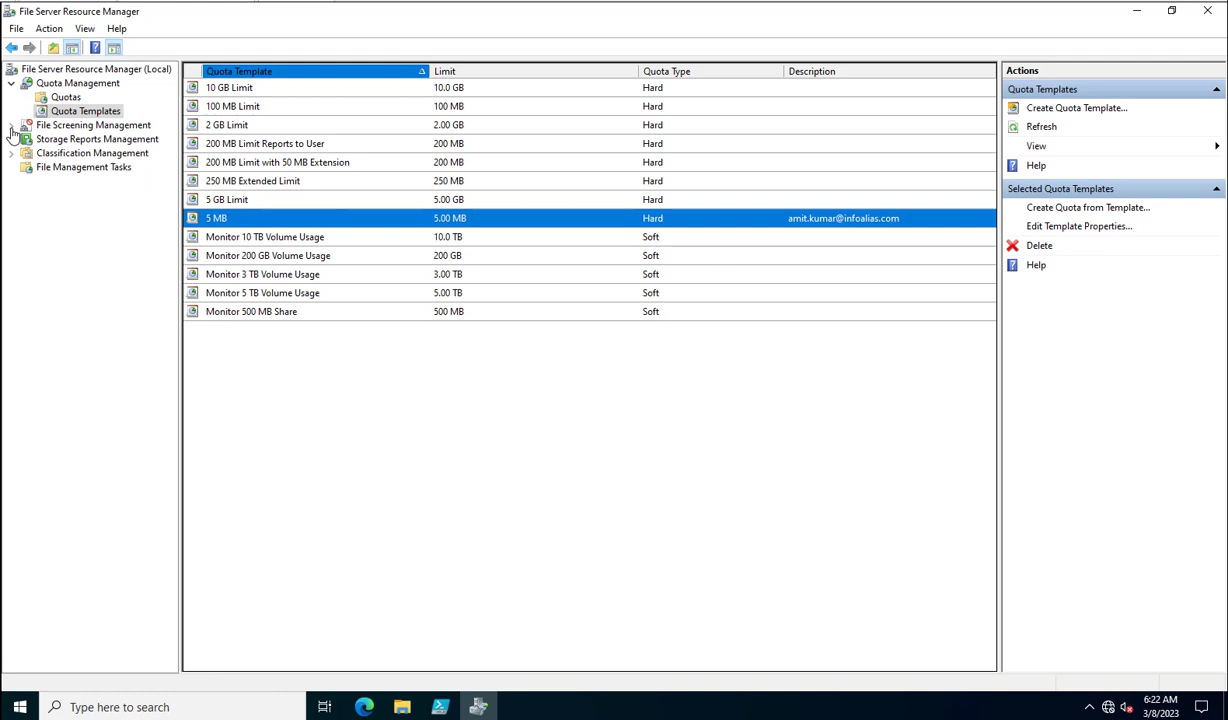 File Server Resource Manager
File Action View Help
File Server Resource Manager (Local)
Quota Management
Quotas
Quota Templates
File Screening Management
Storage Reports Management
Classification Management
File Management Tasks
Quota Template Limit Quota Type Description
10 GB Limit 10.0 GB Hard
100 MB Limit 100 MB Hard
2 GB Limit 2.00 GB Hard
200 MB Limit Reports to User 200 MB Hard
200 MB Limit with 50 MB Extension 200 MB Hard
250 MB Extended Limit 250 MB Hard
5 GB Limit 5.00 GB Hard
5 MB 5.00 MB Hard amit.kumar@infoalias.com
Monitor 10 TB Volume Usage 10.0 TB Soft
Monitor 200 GB Volume Usage 200 GB Soft
Monitor 3 TB Volume Usage 3.00 TB Soft
Monitor 5 TB Volume Usage 5.00 TB Soft
Monitor 500 MB Share 500 MB Soft
Actions
Quota Templates
Create Quota Template...
Refresh
View
Help
Selected Quota Templates
Create Quota from Template...
Edit Template Properties...
Delete
Help
Type here to search
6:22 AM
3/8/2023